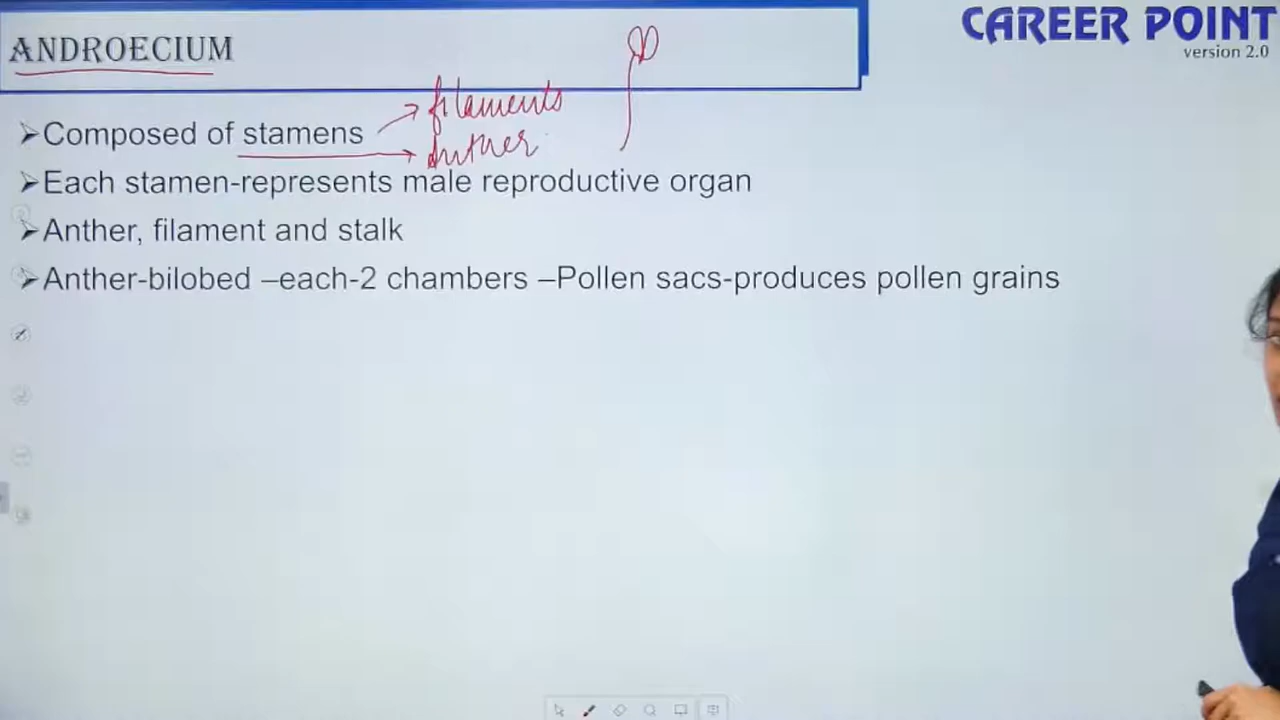 CAREER POINT
version 2.0
ANDROECIUM
filaments
➤Composed of stamens
Anther
➤Each stamen-represents male reproductive organ
➤Anther, filament and stalk
➤Anther-bilobed –each-2 chambers –Pollen sacs-produces pollen grains